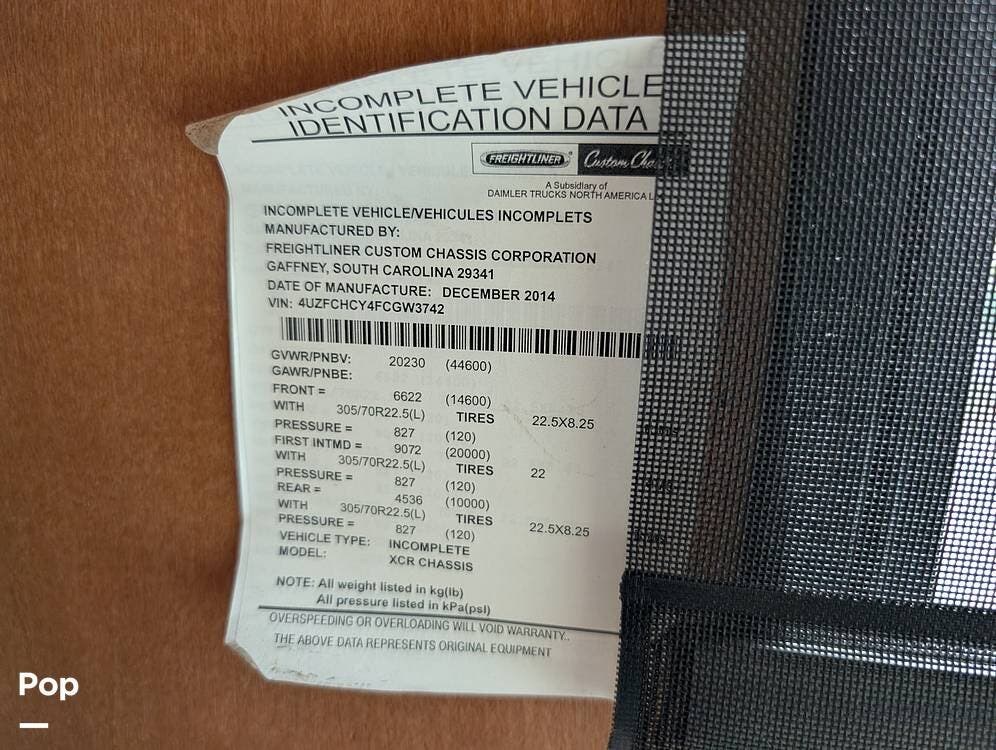 INCOMPLETE VEHICLE
IDENTIFICATION DATA
FREIGHTLINER Custom
A Subsidiary of
DAIMLER TRUCKS NORTH AMERICA
INCOMPLETE VEHICLE/VEHICULES INCOMPLETS
MANUFACTURED BY:
FREIGHTLINER CUSTOM CHASSIS CORPORATION
GAFFNEY, SOUTH CAROLINA 29341
DATE OF MANUFACTURE: DECEMBER 2014
VIN: 4UZFCHCY4FCGW3742
GVWR/PNBV: 20230 (44600)
GAWR/PNBE:
FRONT = 6622 (14600)
WITH 305/70R22.5(L) TIRES 22.5X8.25
PRESSURE = 827 (120)
FIRST INTMD = 9072 (20000)
WITH 305/70R22.5(L) TIRES 22
PRESSURE = 827 (120)
REAR = 4536 (10000)
WITH 305/70R22.5(L) TIRES 22.5X8.25
PRESSURE = 827 (120)
VEHICLE TYPE: INCOMPLETE
MODEL: XCR CHASSIS
NOTE: All weight listed in kg(lb)
All pressure listed in kPa(psi)
OVERSPEEDING OR OVERLOADING WILL VOID WARRANTY..
THE ABOVE DATA REPRESENTS ORIGINAL EQUIPMENT
Pop